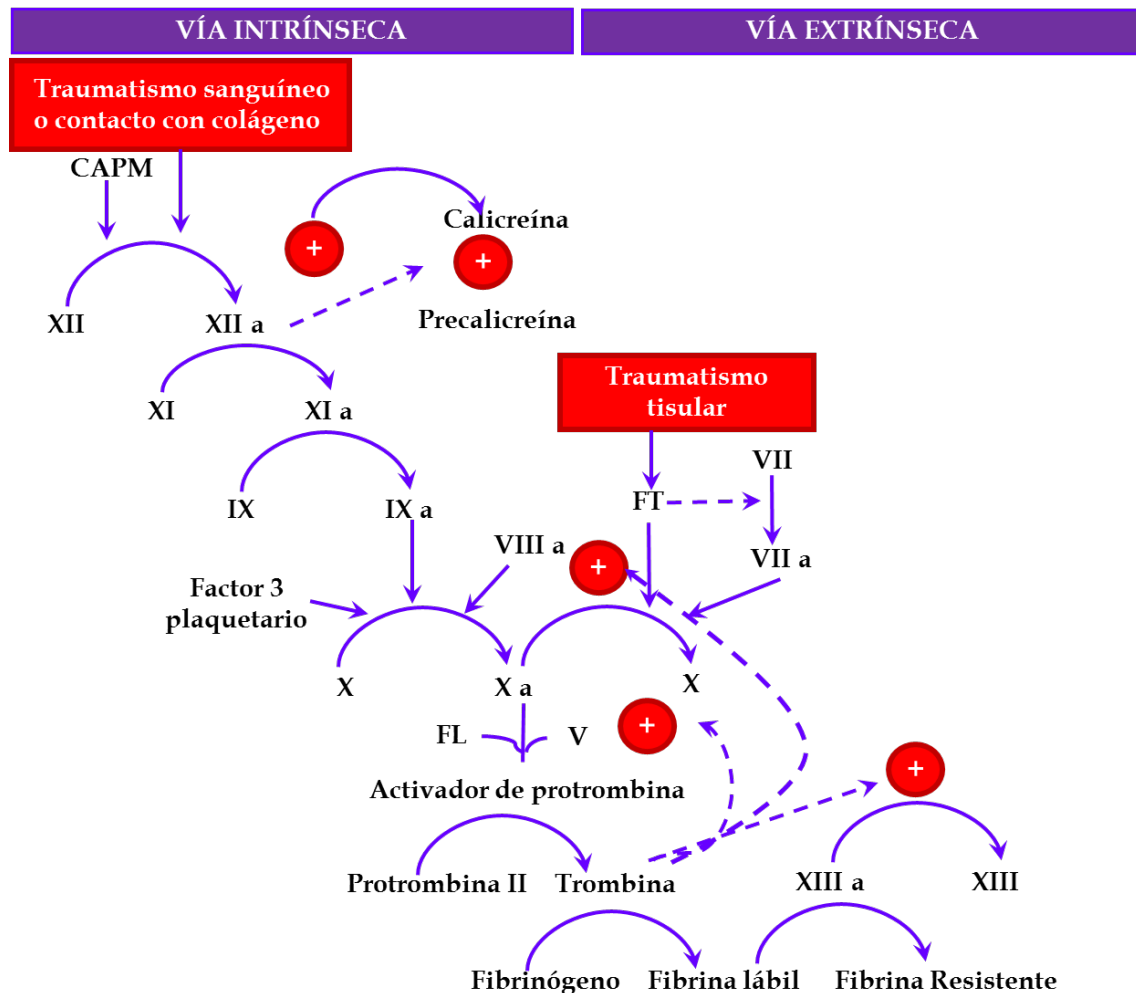 VÍA INTRÍNSECA
VÍA EXTRÍNSECA
Traumatismo sanguíneo
o contacto con colágeno
CAPM
Calicreína
+
+
Precalicreína
XII
XII a
Traumatismo
tisular
XI
XI a
VII
IX
IX a
FT
VIII a
+
VII a
Factor 3
plaquetario
X
X a
X
FL
V
+
+
Activador de protrombina
Protrombina II
Trombina
XIII a
XIII
Fibrinógeno
Fibrina lábil
Fibrina Resistente